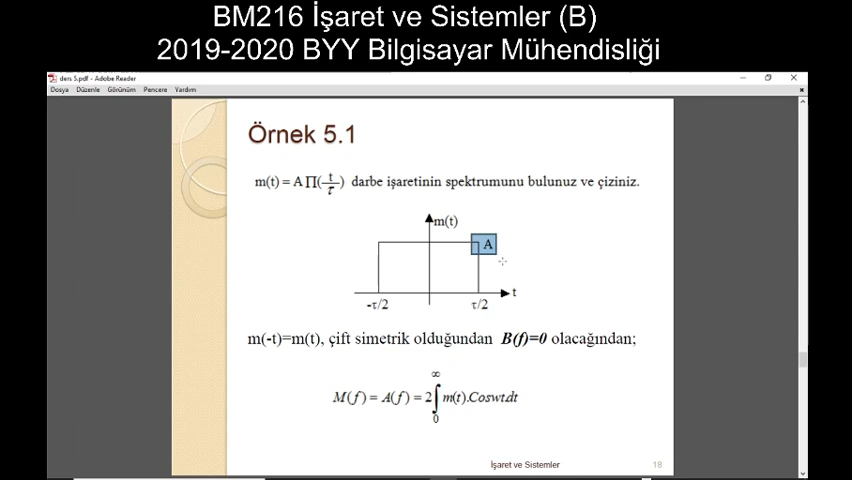 BM216 İşaret ve Sistemler (B)
2019-2020 BYY Bilgisayar Mühendisliği
ders 5.pdf - Adobe Reader
Dosya Düzenle Görünüm Pencere Yardım
Örnek 5.1
m(t) = A ∏(t/τ) darbe işaretinin spektrumunu bulunuz ve çiziniz.
m(t)
A
-τ/2 τ/2 t
m(-t)=m(t), çift simetrik olduğundan B(f)=0 olacağından;
M(f) = A(f) = 2∫₀^∞ m(t).Coswt.dt
İşaret ve Sistemler 18